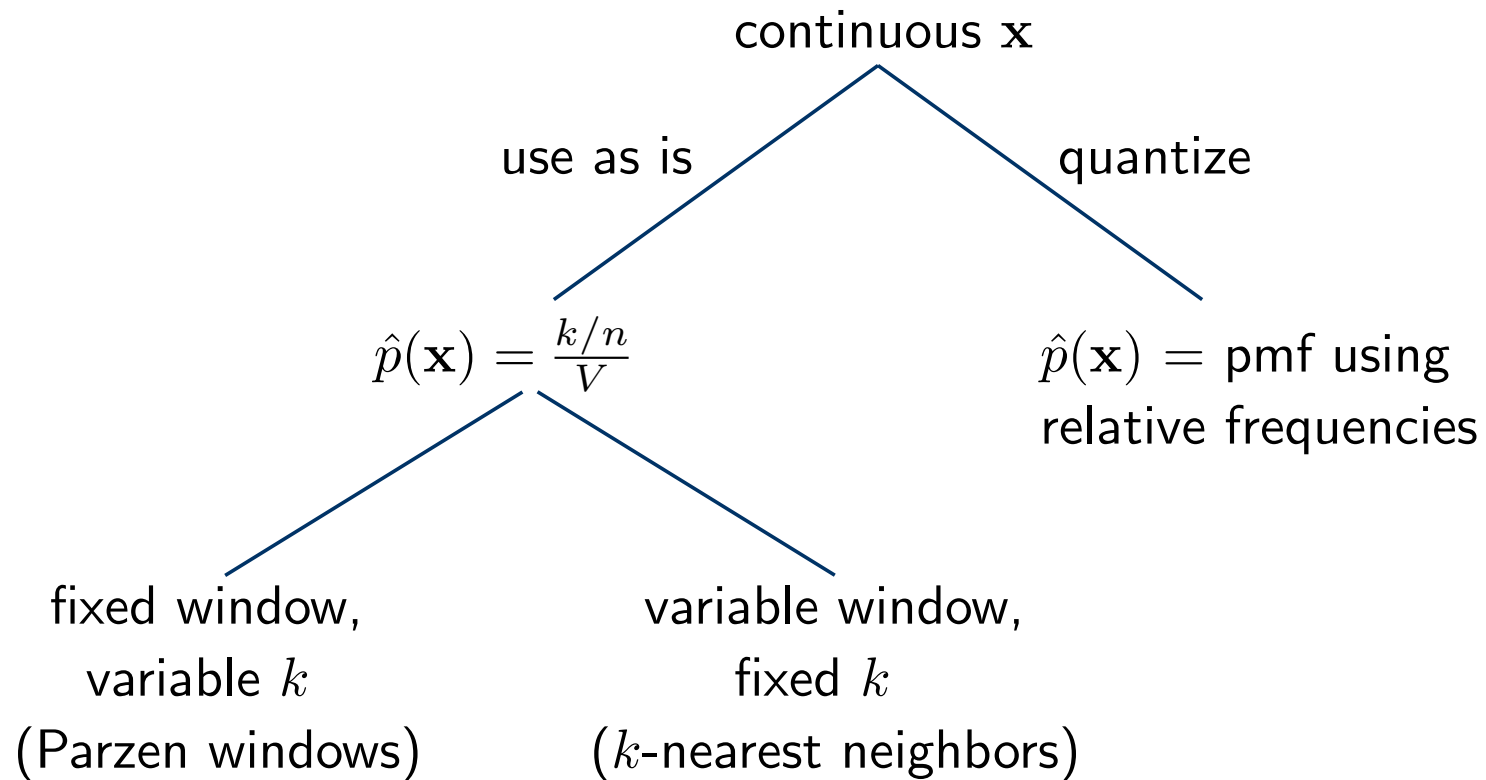 continuous x
use as is
quantize
p̂(x) = (k/n)/V
p̂(x) = pmf using
relative frequencies
fixed window,
variable k
(Parzen windows)
variable window,
fixed k
(k-nearest neighbors)